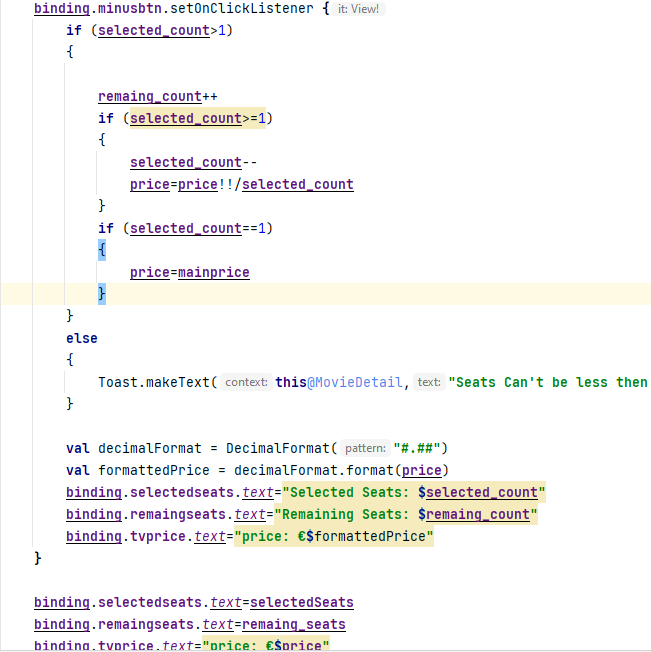 binding.minusbtn.setOnClickListener { it: View!
if (selected_count>1)
{
remaing_count++
if (selected_count>=1)
{
selected_count--
price=price!!/selected_count
}
if (selected_count==1)
{
price=mainprice
}
}
else
{
Toast.makeText( context: this@MovieDetail, text: "Seats Can't be less then
}
val decimalFormat = DecimalFormat( pattern: "#.##")
val formattedPrice = decimalFormat.format(price)
binding.selectedseats.text="Selected Seats: $selected_count"
binding.remaingseats.text="Remaining Seats: $remaing_count"
binding.tvprice.text="price: €$formattedPrice"
}
binding.selectedseats.text=selectedSeats
binding.remaingseats.text=remaing_seats
binding.tvprice.text="price: €$price"